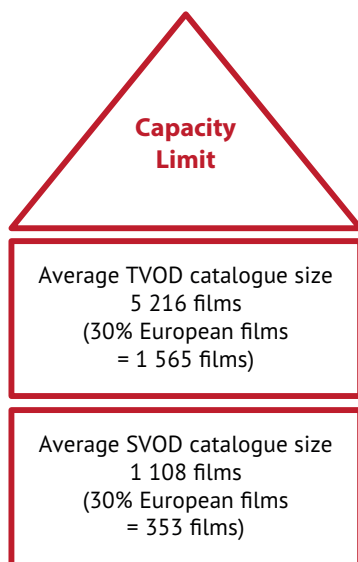 Capacity
Limit
Average TVOD catalogue size
5 216 films
(30% European films
= 1 565 films)
Average SVOD catalogue size
1 108 films
(30% European films
= 353 films)